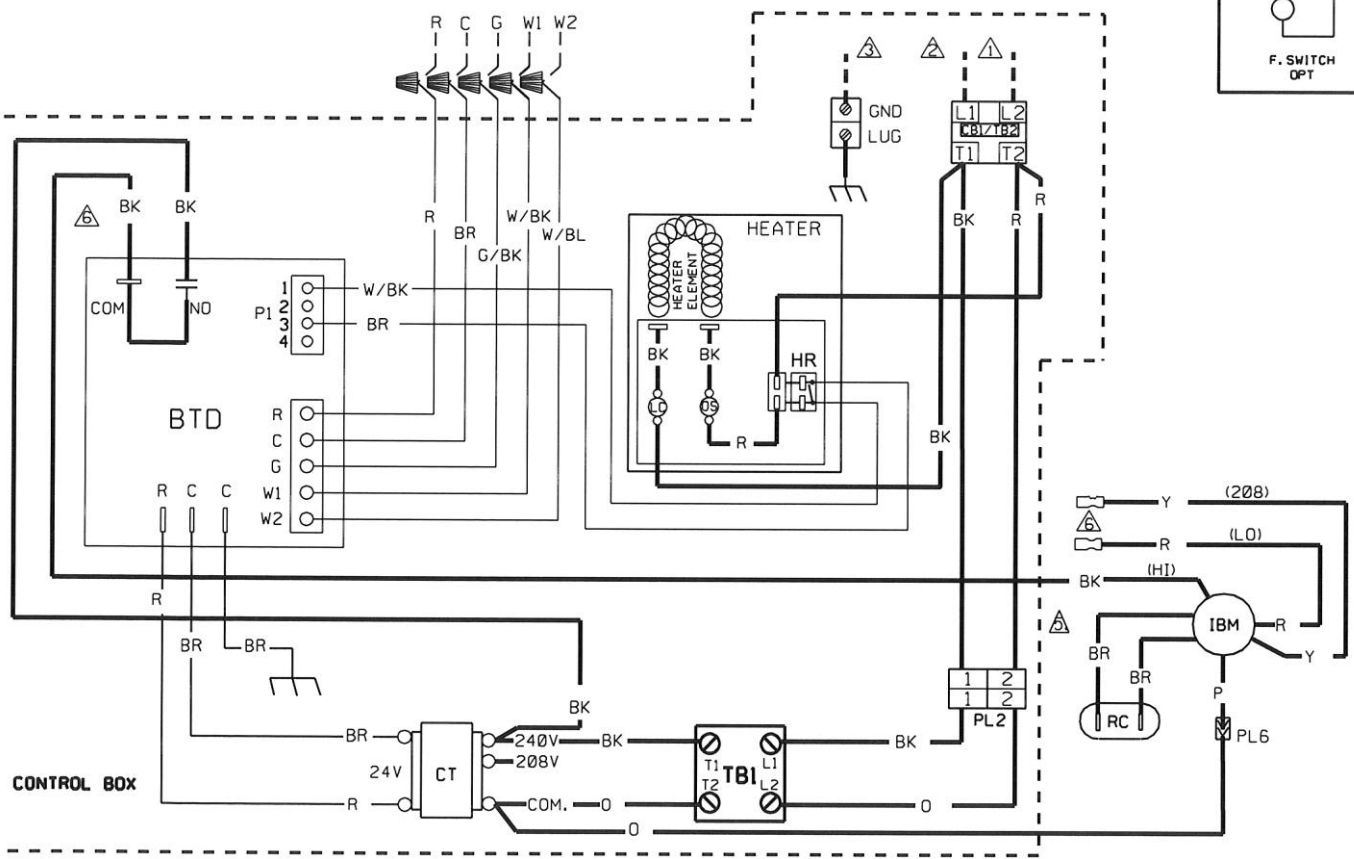 R C G W1 W2
3
2
1
F. SWITCH
OPT
GND
LUG
L1 L2
CB1/TB2
T1 T2
6
BK BK
R
BR
G/BK
W/BK
W/BL
BK
R
R
HEATER
HEATER
ELEMENT
COM
NO
P1
1
2
3
4
W/BK
BR
BK BK
HR
LO
OS
R
BK
BTD
R
C
G
W1
W2
R C C
Y (208)
6
R (LO)
BK (HI)
5
IBM
R
Y
BR
BR
P
RC
PL6
R
BR
BR
BK
1 2
1 2
PL2
BR
24V
CT
240V
BK
208V
T1
T2
TB1
L1
L2
BK
R
COM.
O
O
O
CONTROL BOX